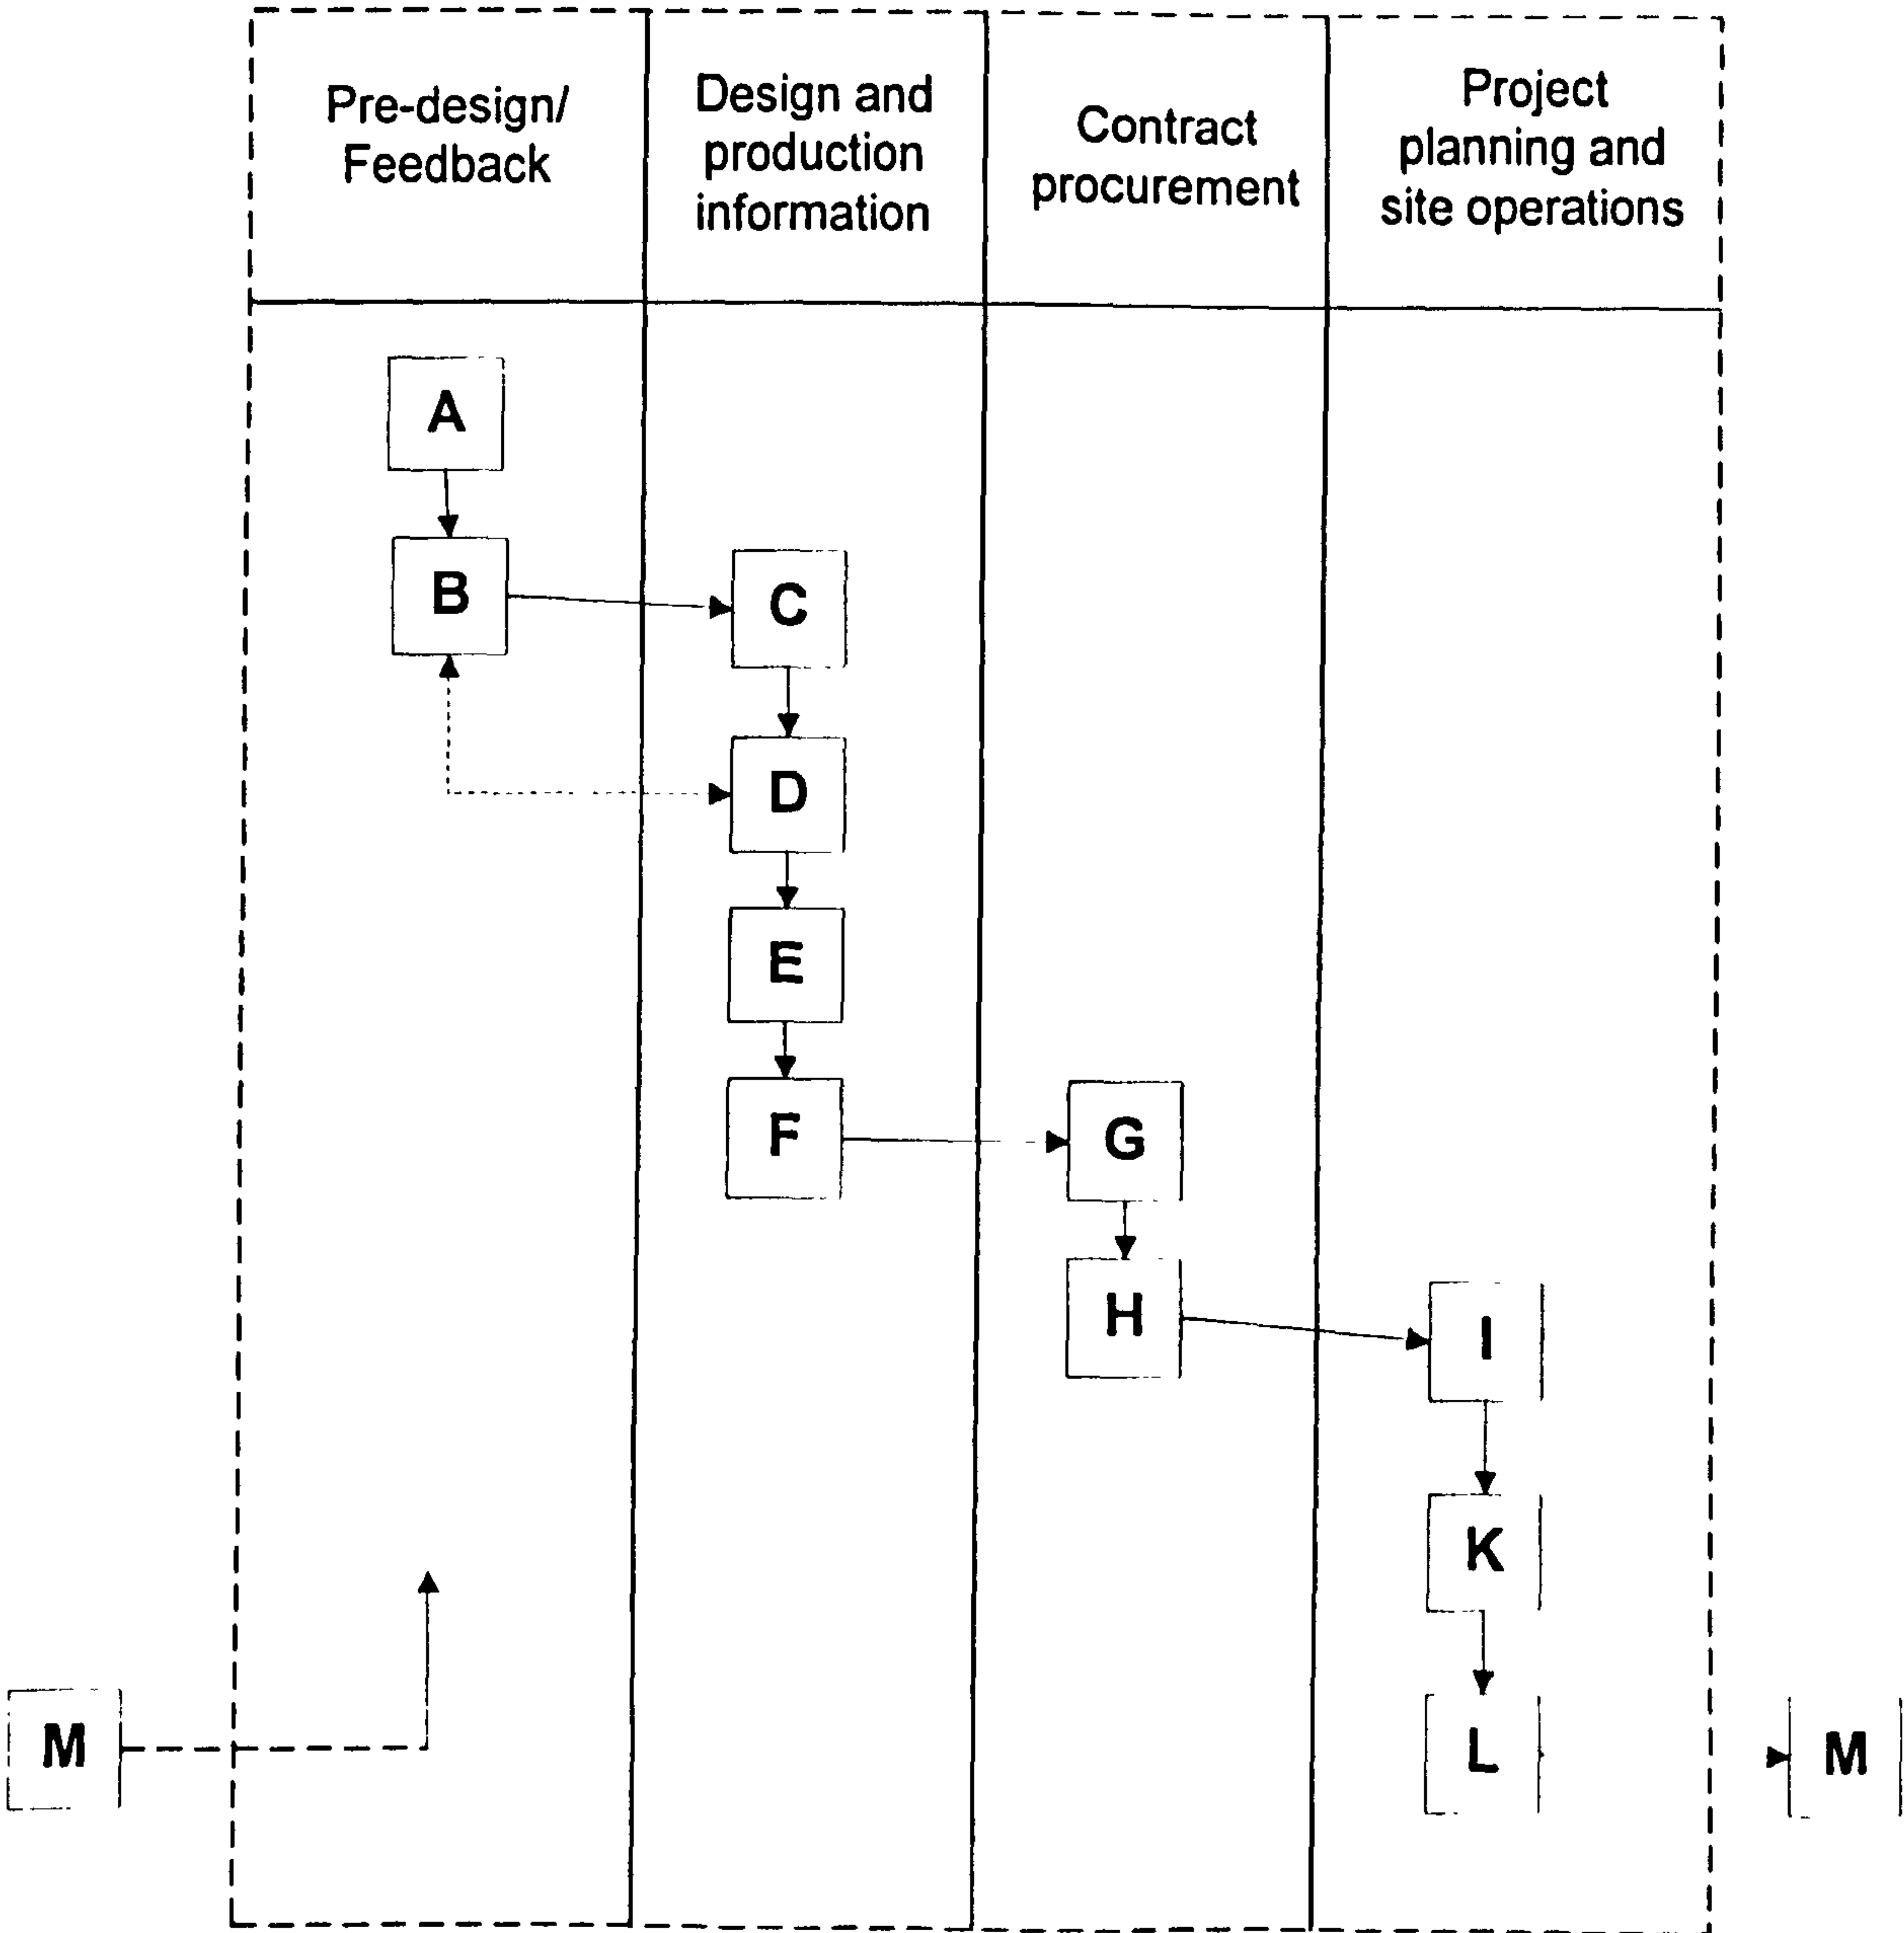 Pre-design/
Feedback
Design and
production
information
Contract
procurement
Project
planning and
site operations
A
B
C
D
E
F
G
H
I
K
M
L
M